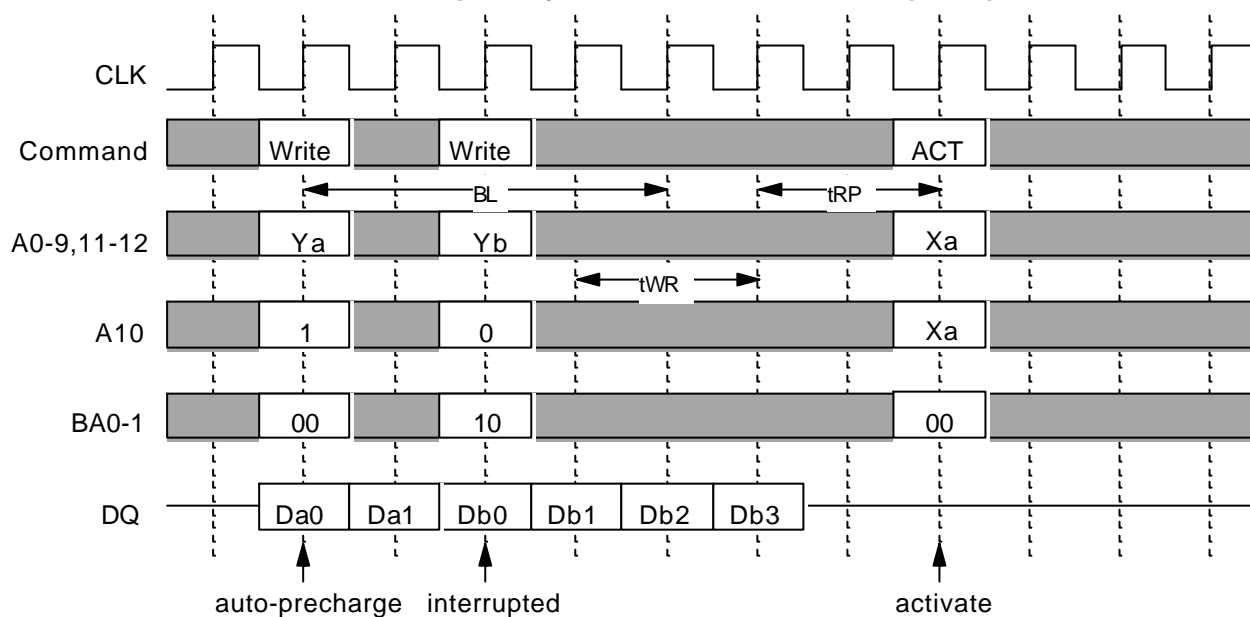 CLK
Command Write Write ACT
BL tRP
A0-9,11-12 Ya Yb Xa
tWR
A10 1 0 Xa
BA0-1 00 10 00
DQ Da0 Da1 Db0 Db1 Db2 Db3
auto-precharge interrupted activate